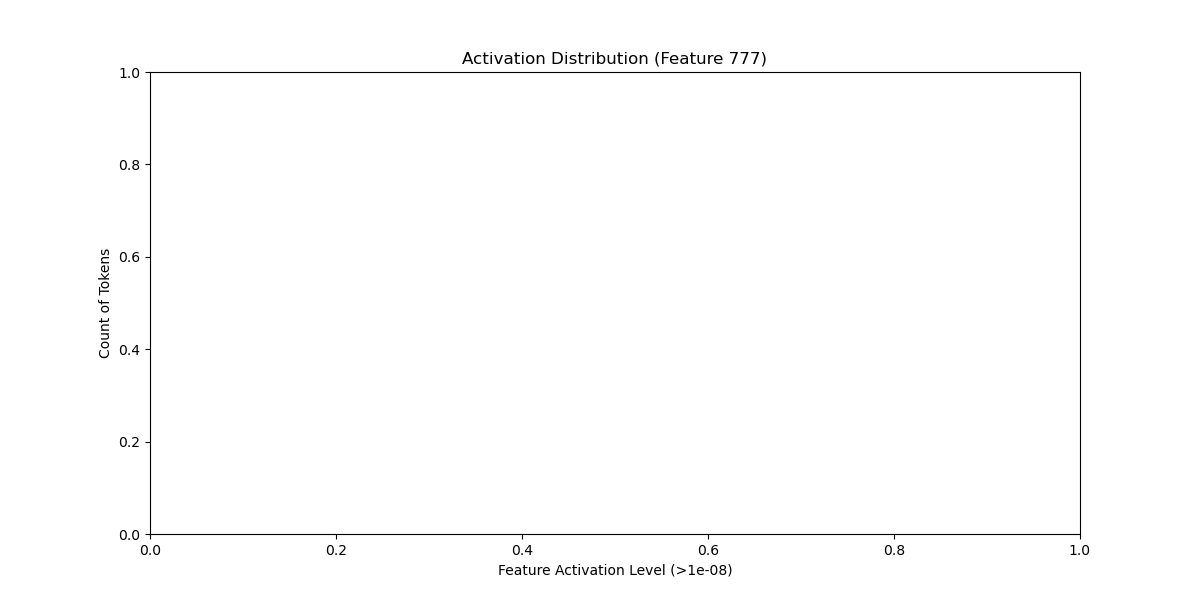 Activation Distribution (Feature 777)
1.0
0.8
0.6
0.4
0.2
0.0
Count of Tokens
0.0 0.2 0.4 0.6 0.8 1.0
Feature Activation Level (>1e-08)